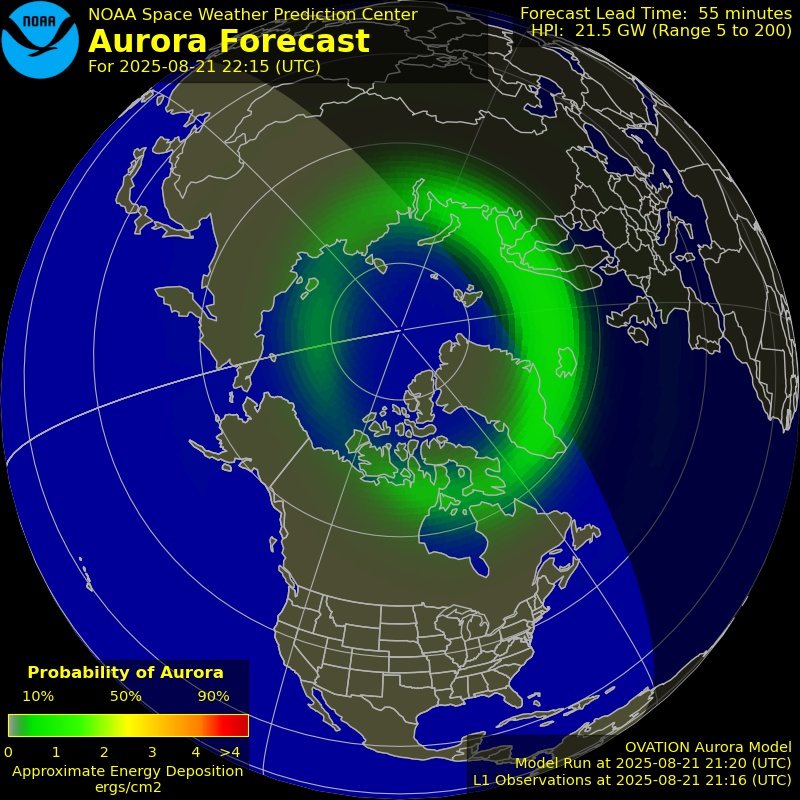 NOAA
NOAA Space Weather Prediction Center
Aurora Forecast
For 2025-08-21 22:15 (UTC)
Forecast Lead Time: 55 minutes
HPI: 21.5 GW (Range 5 to 200)
Probability of Aurora
10% 50% 90%
0 1 2 3 4 >4
Approximate Energy Deposition
ergs/cm2
OVATION Aurora Model
Model Run at 2025-08-21 21:20 (UTC)
L1 Observations at 2025-08-21 21:16 (UTC)